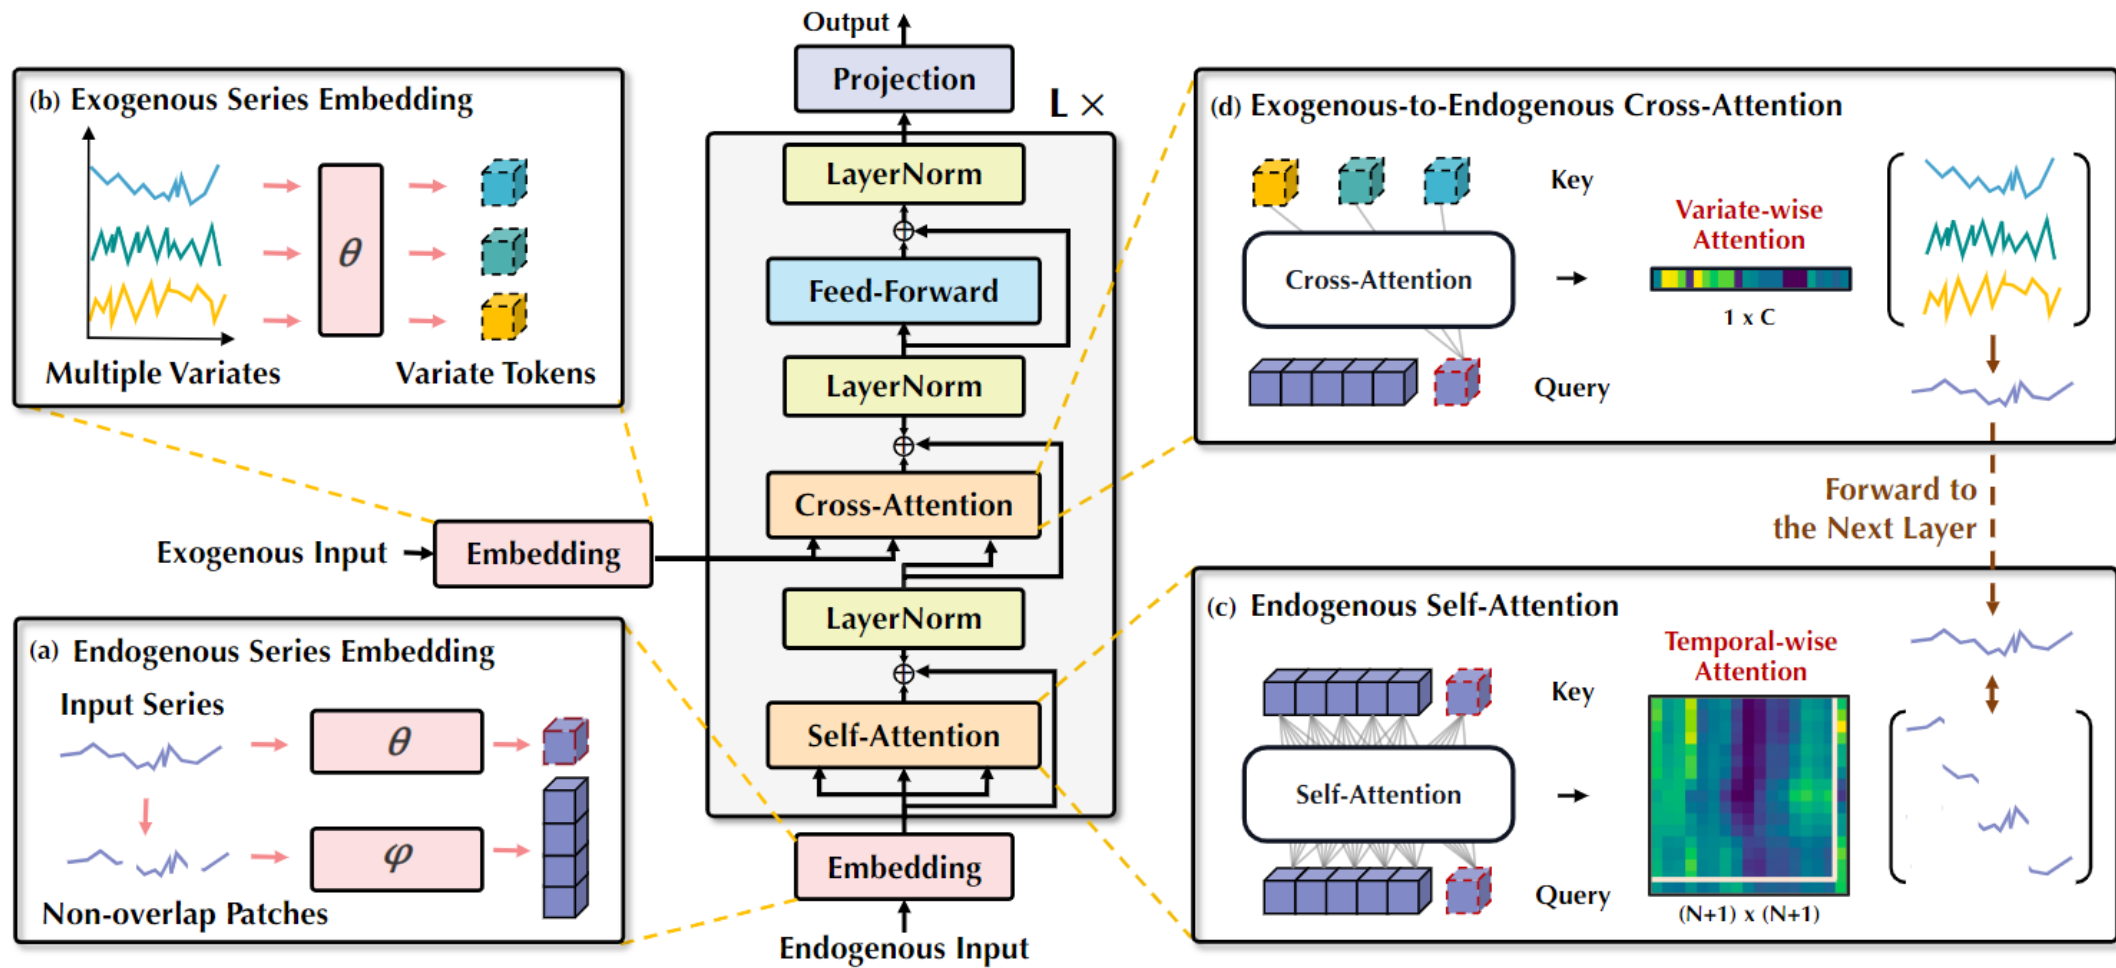 Output
Projection
L ×
LayerNorm
Feed-Forward
LayerNorm
Cross-Attention
LayerNorm
Self-Attention
Embedding
Endogenous Input
Exogenous Input
Embedding
(b) Exogenous Series Embedding
θ
Multiple Variates
Variate Tokens
(a) Endogenous Series Embedding
Input Series
θ
φ
Non-overlap Patches
(d) Exogenous-to-Endogenous Cross-Attention
Key
Variate-wise
Attention
Cross-Attention
1 x C
Query
Forward to
the Next Layer
(c) Endogenous Self-Attention
Temporal-wise
Attention
Key
Self-Attention
Query
(N+1) x (N+1)